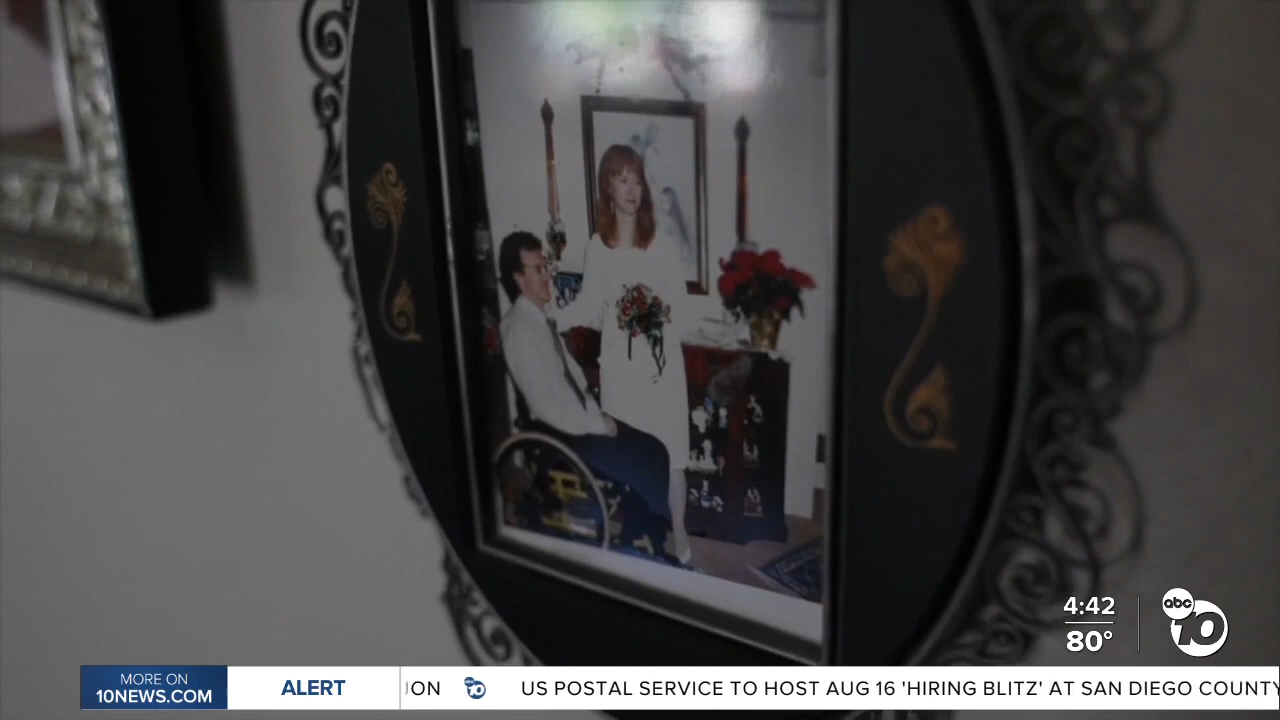 4:42
80°
abc
10
MORE ON
10NEWS.COM
ALERT
ON
US POSTAL SERVICE TO HOST AUG 16 'HIRING BLITZ' AT SAN DIEGO COUNTY